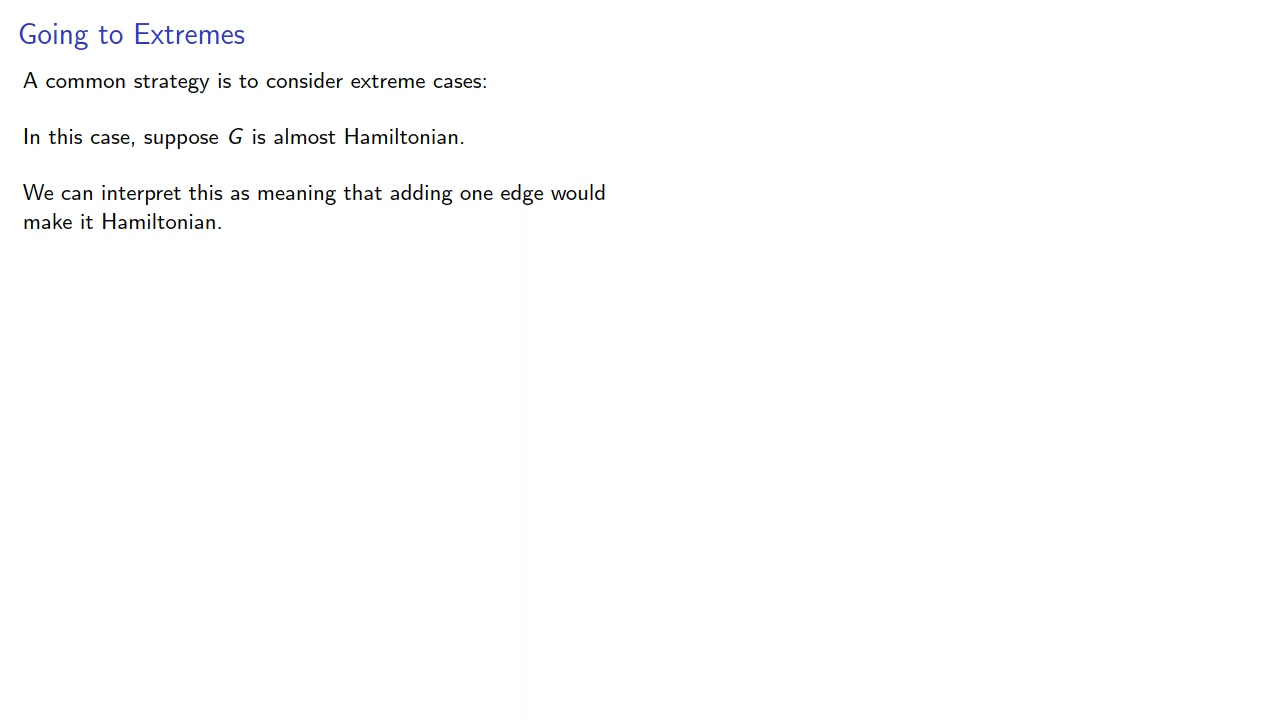 Going to Extremes
A common strategy is to consider extreme cases:
In this case, suppose G is almost Hamiltonian.
We can interpret this as meaning that adding one edge would
make it Hamiltonian.